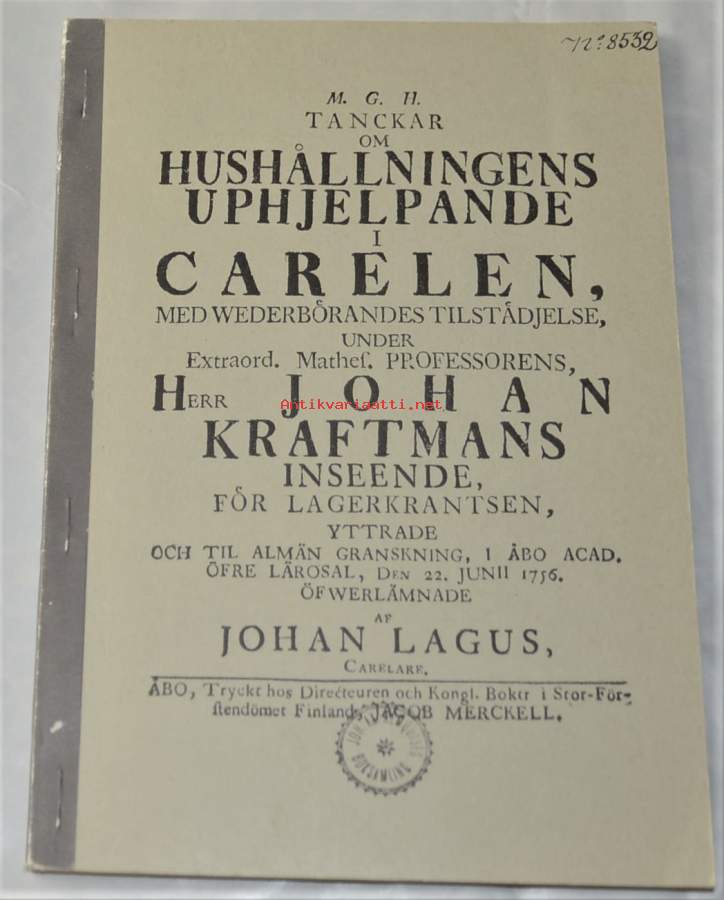 N:o 8532
M. G. H.
TANCKAR
OM
HUSHÅLLNINGENS
UPHJELPANDE
I
CARELEN,
MED WEDERBÖRANDES TILSTÅDJELSE,
UNDER
Extraord. Mathes. PROFESSORENS,
HERR JOHAN
Antikvariaatti.net
KRAFTMANS
INSEENDE,
FÖR LAGERKRANTSEN,
YTTRADE
OCH TIL ALMÄN GRANSKNING, I ÅBO ACAD.
ÖFRE LÄROSAL, DEN 22. JUNII 1756.
ÖFWERLÄMNADE
AF
JOHAN LAGUS,
CARELARE.
ÅBO, Tryckt hos Directeuren och Kongl. Boktr i Stor-För-
stendömet Finland, JACOB MERCKELL.
BOKSAMLING